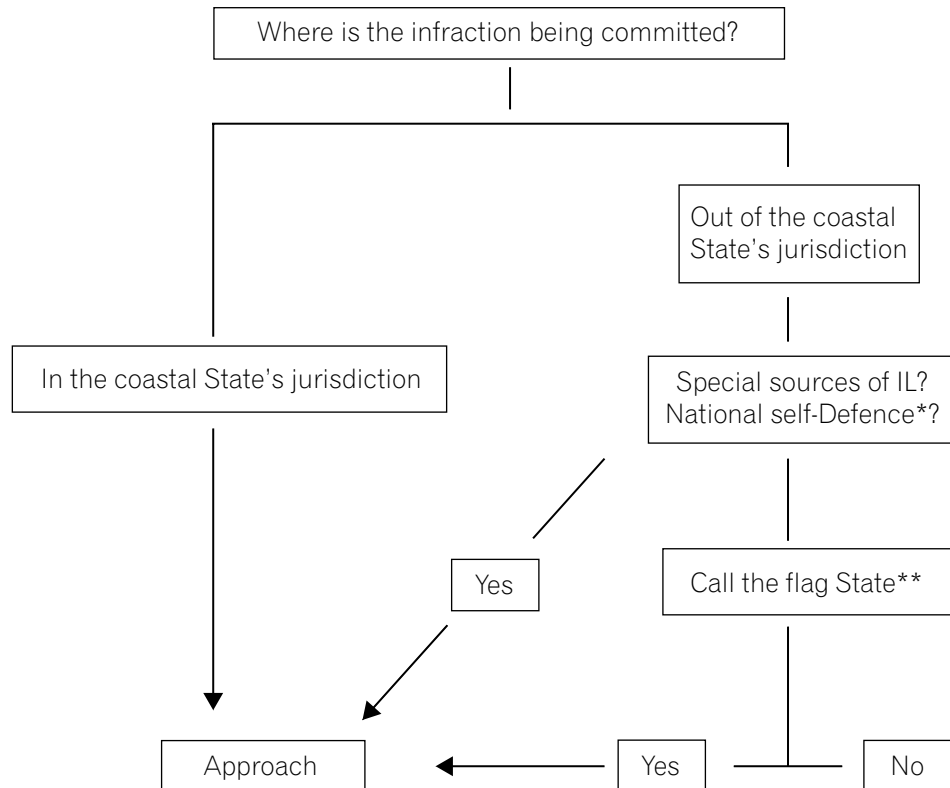 Where is the infraction being committed?
Out of the coastal
State's jurisdiction
In the coastal State's jurisdiction
Special sources of IL?
National self-Defence*?
Yes
Call the flag State**
Approach
Yes
No